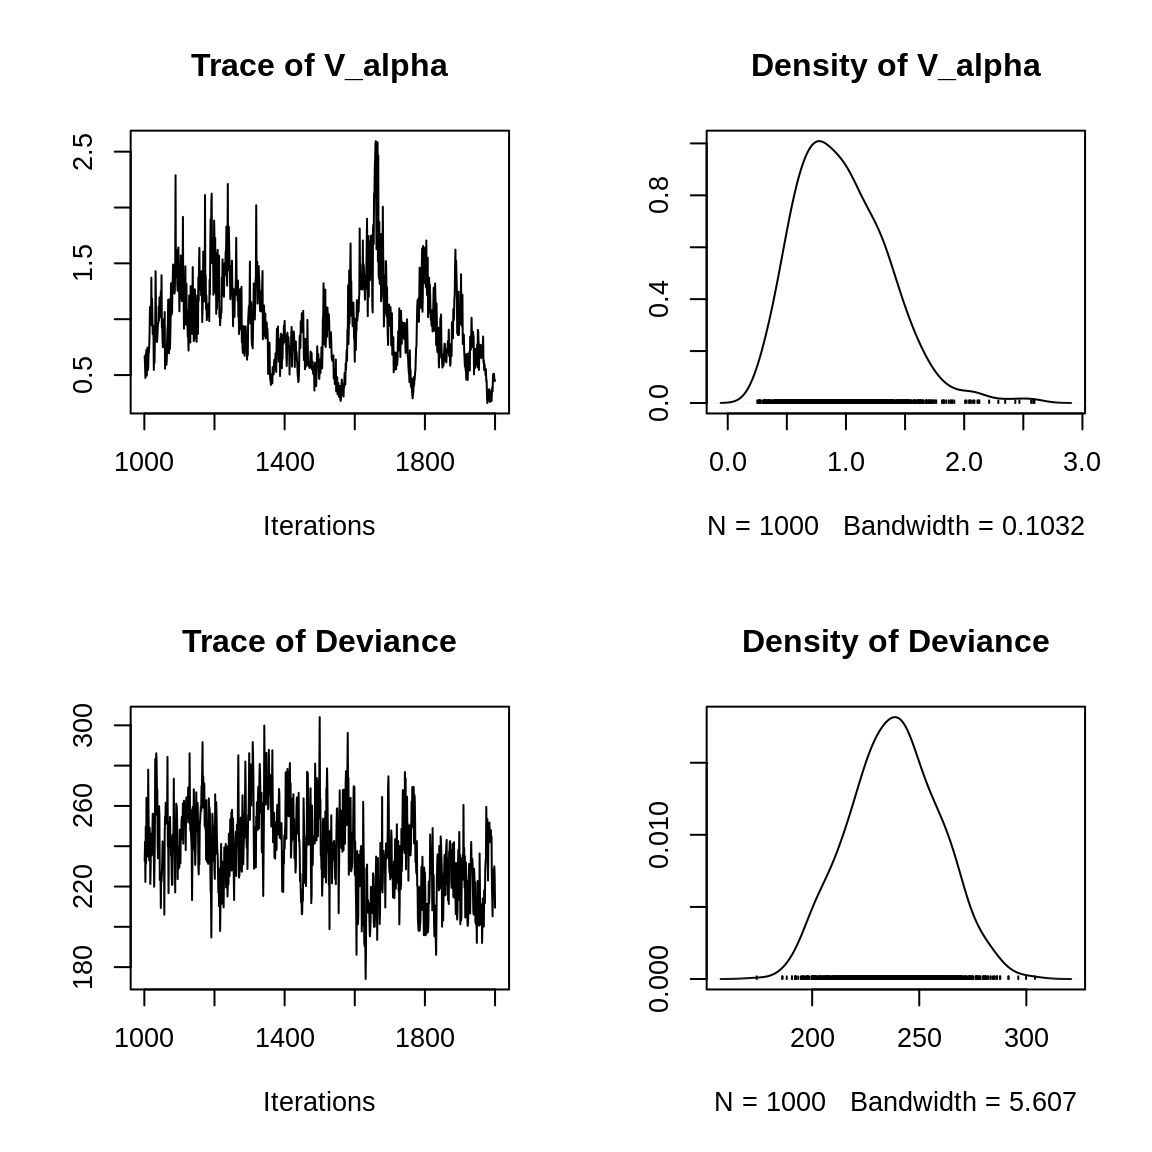 Trace of V_alpha
2.5
1.5
0.5
1000 1400 1800
Iterations
Density of V_alpha
0.8
0.4
0.0
0.0 1.0 2.0 3.0
N = 1000 Bandwidth = 0.1032
Trace of Deviance
300
260
220
180
1000 1400 1800
Iterations
Density of Deviance
0.010
0.000
200 250 300
N = 1000 Bandwidth = 5.607